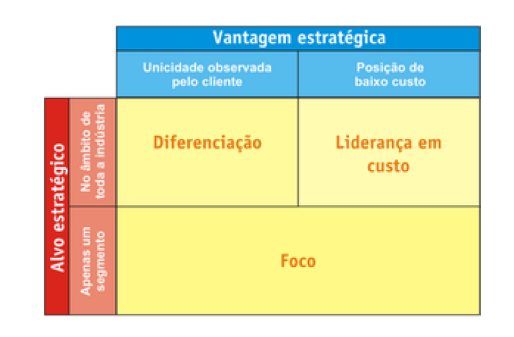 Vantagem estratégica
Unicidade observada
pelo cliente
Posição de
baixo custo
Alvo estratégico
No âmbito de
toda a indústria
Diferenciação
Liderança em
custo
Apenas um
segmento
Foco